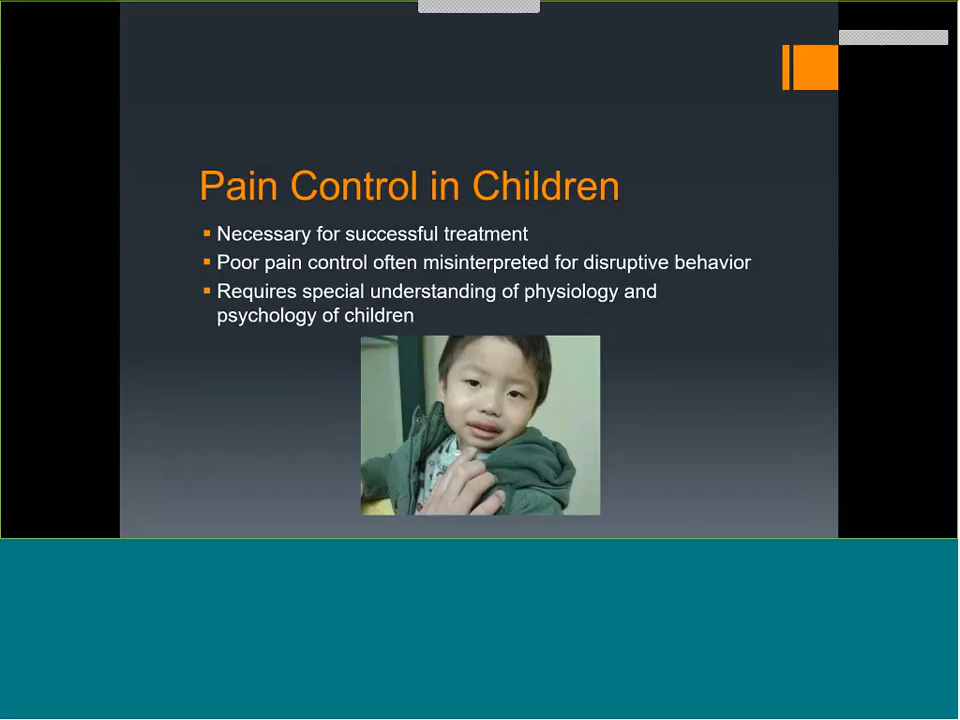 Pain Control in Children
Necessary for successful treatment
Poor pain control often misinterpreted for disruptive behavior
Requires special understanding of physiology and
psychology of children